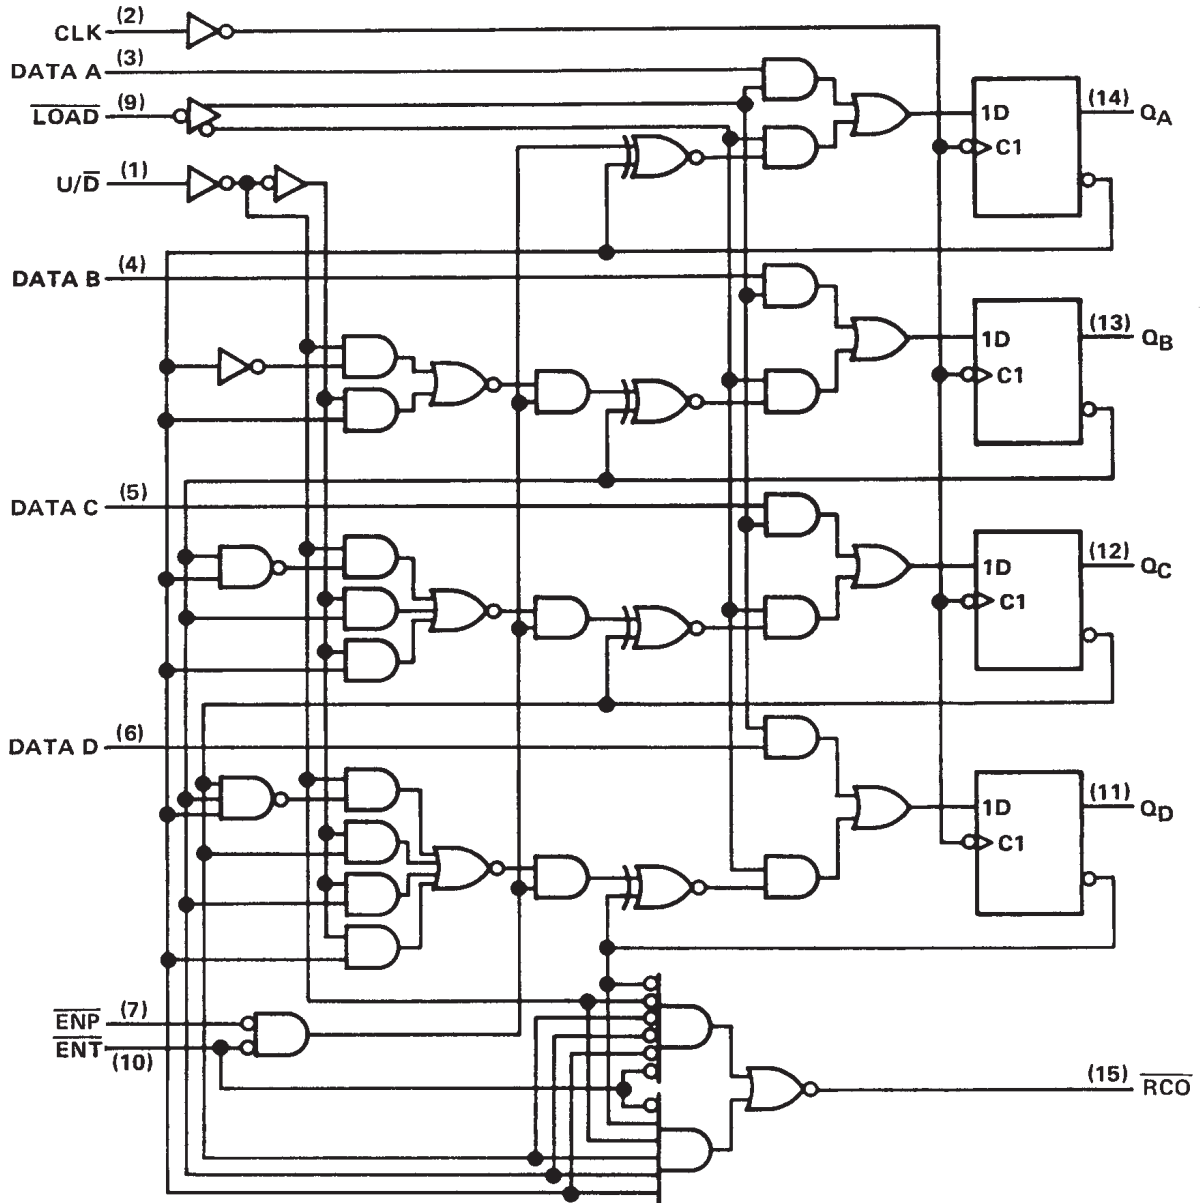 CLK (2)
DATA A (3)
LOAD (9)
U/D (1)
1D
C1
(14) QA
DATA B (4)
1D
C1
(13) QB
DATA C (5)
1D
C1
(12) QC
DATA D (6)
1D
C1
(11) QD
ENP (7)
ENT (10)
(15) RCO